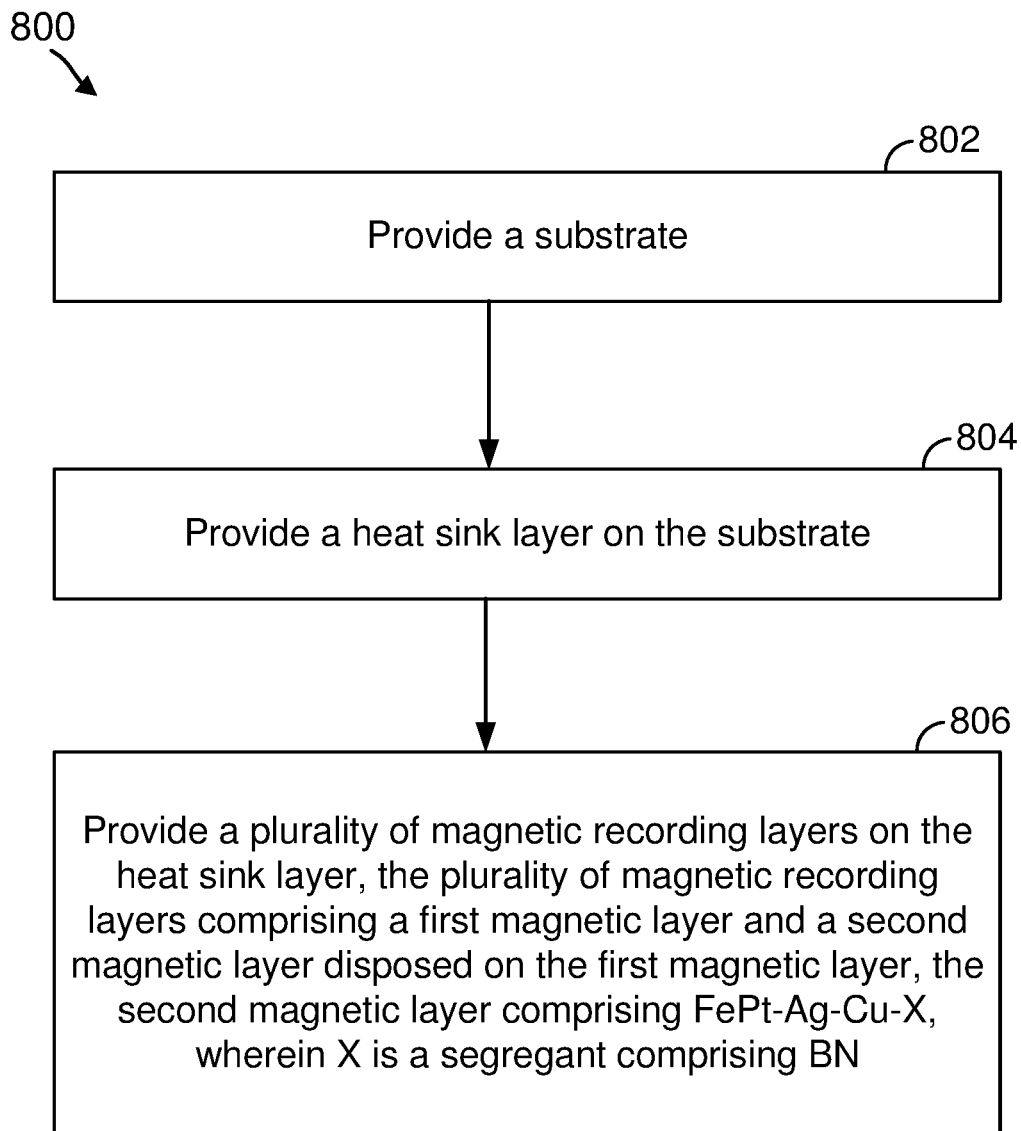 800
802
Provide a substrate
804
Provide a heat sink layer on the substrate
806
Provide a plurality of magnetic recording layers on the
heat sink layer, the plurality of magnetic recording
layers comprising a first magnetic layer and a second
magnetic layer disposed on the first magnetic layer, the
second magnetic layer comprising FePt-Ag-Cu-X,
wherein X is a segregant comprising BN